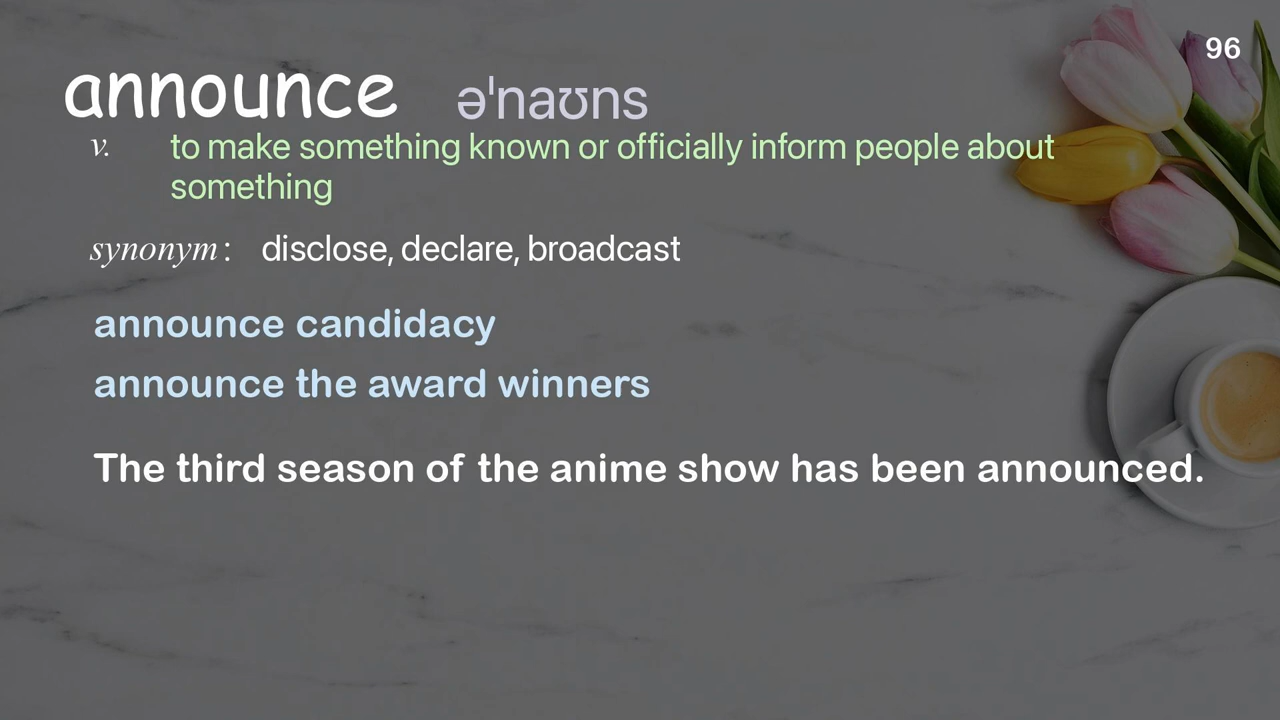 96
announce əˈnaʊns
v. to make something known or officially inform people about
something
synonym : disclose, declare, broadcast
announce candidacy
announce the award winners
The third season of the anime show has been announced.